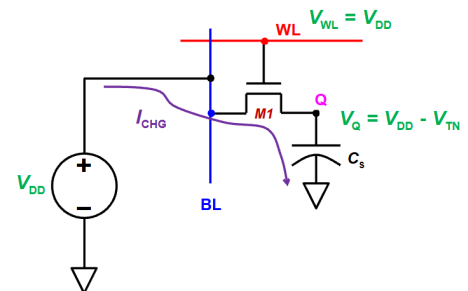 V_WL = V_DD
WL
Q
M1
I_CHG
V_Q = V_DD - V_TN
C_s
V_DD
+
−
BL